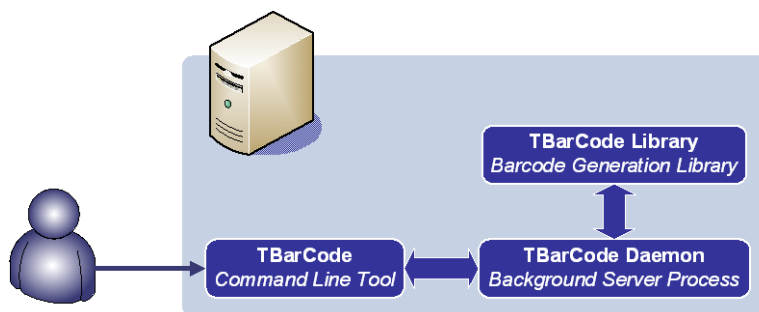 TBarCode Library
Barcode Generation Library
TBarCode
Command Line Tool
TBarCode Daemon
Background Server Process